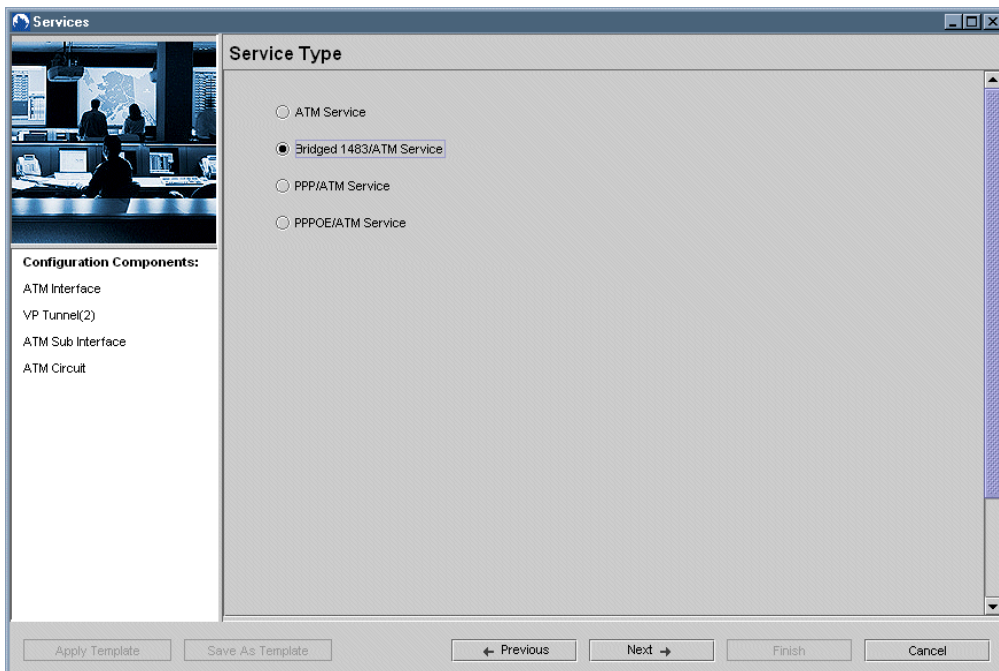 Services
Service Type
ATM Service
Bridged 1483/ATM Service
PPP/ATM Service
PPPOE/ATM Service
Configuration Components:
ATM Interface
VP Tunnel(2)
ATM Sub Interface
ATM Circuit
Apply Template
Save As Template
← Previous
Next →
Finish
Cancel